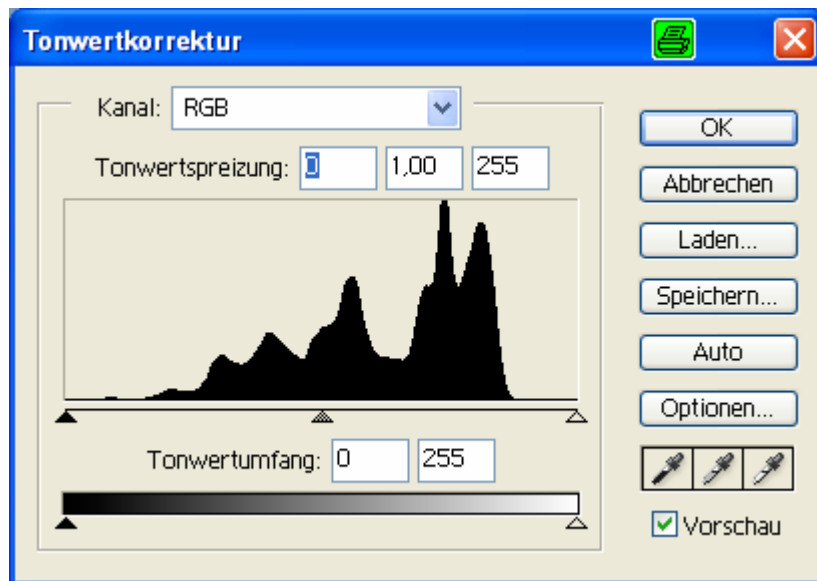 Tonwertkorrektur
Kanal: RGB
Tonwertspreizung: 0 1,00 255
Tonwertumfang: 0 255
OK
Abbrechen
Laden...
Speichern...
Auto
Optionen...
Vorschau